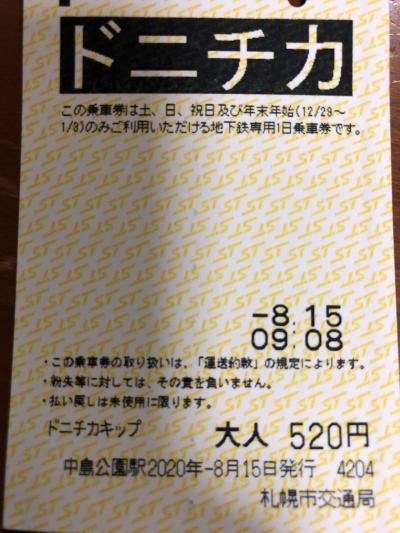 ドニチカ
この乗車券は土、日、祝日及び年末年始(12/29～
1/3)のみご利用いただける地下鉄専用1日乗車券です。
-8.15
09.08
・この乗車券の取り扱いは、「運送約款」の規定によります。
・紛失等に対しては、その責を負いません。
・払い戻しは未使用に限ります。
ドニチカキップ 大人 520円
中島公園駅2020年-8月15日発行 4204
札幌市交通局